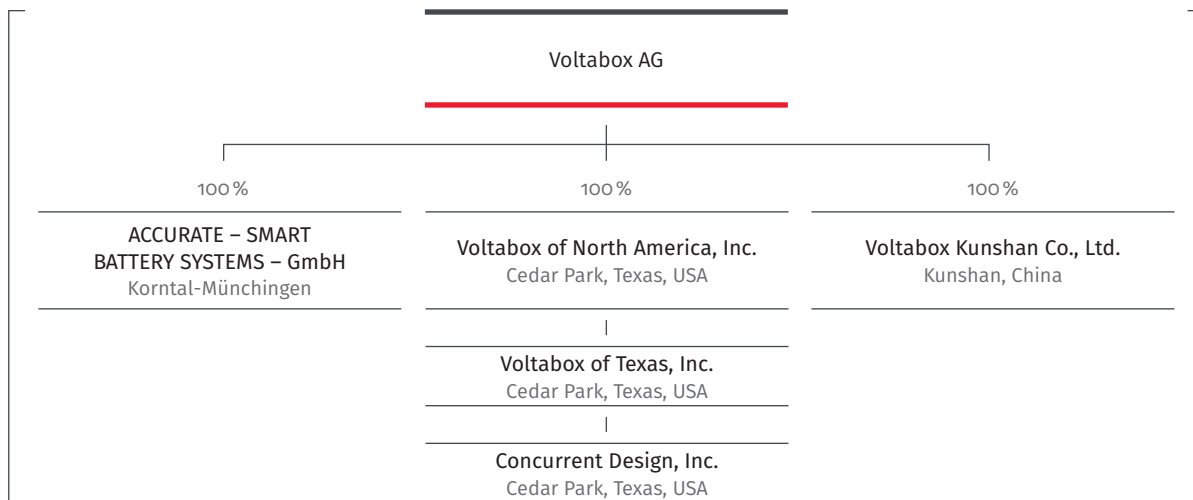 Voltabox AG
100 %
100 %
100 %
ACCURATE – SMART
BATTERY SYSTEMS – GmbH
Korntal-Münchingen
Voltabox of North America, Inc.
Cedar Park, Texas, USA
Voltabox Kunshan Co., Ltd.
Kunshan, China
Voltabox of Texas, Inc.
Cedar Park, Texas, USA
Concurrent Design, Inc.
Cedar Park, Texas, USA